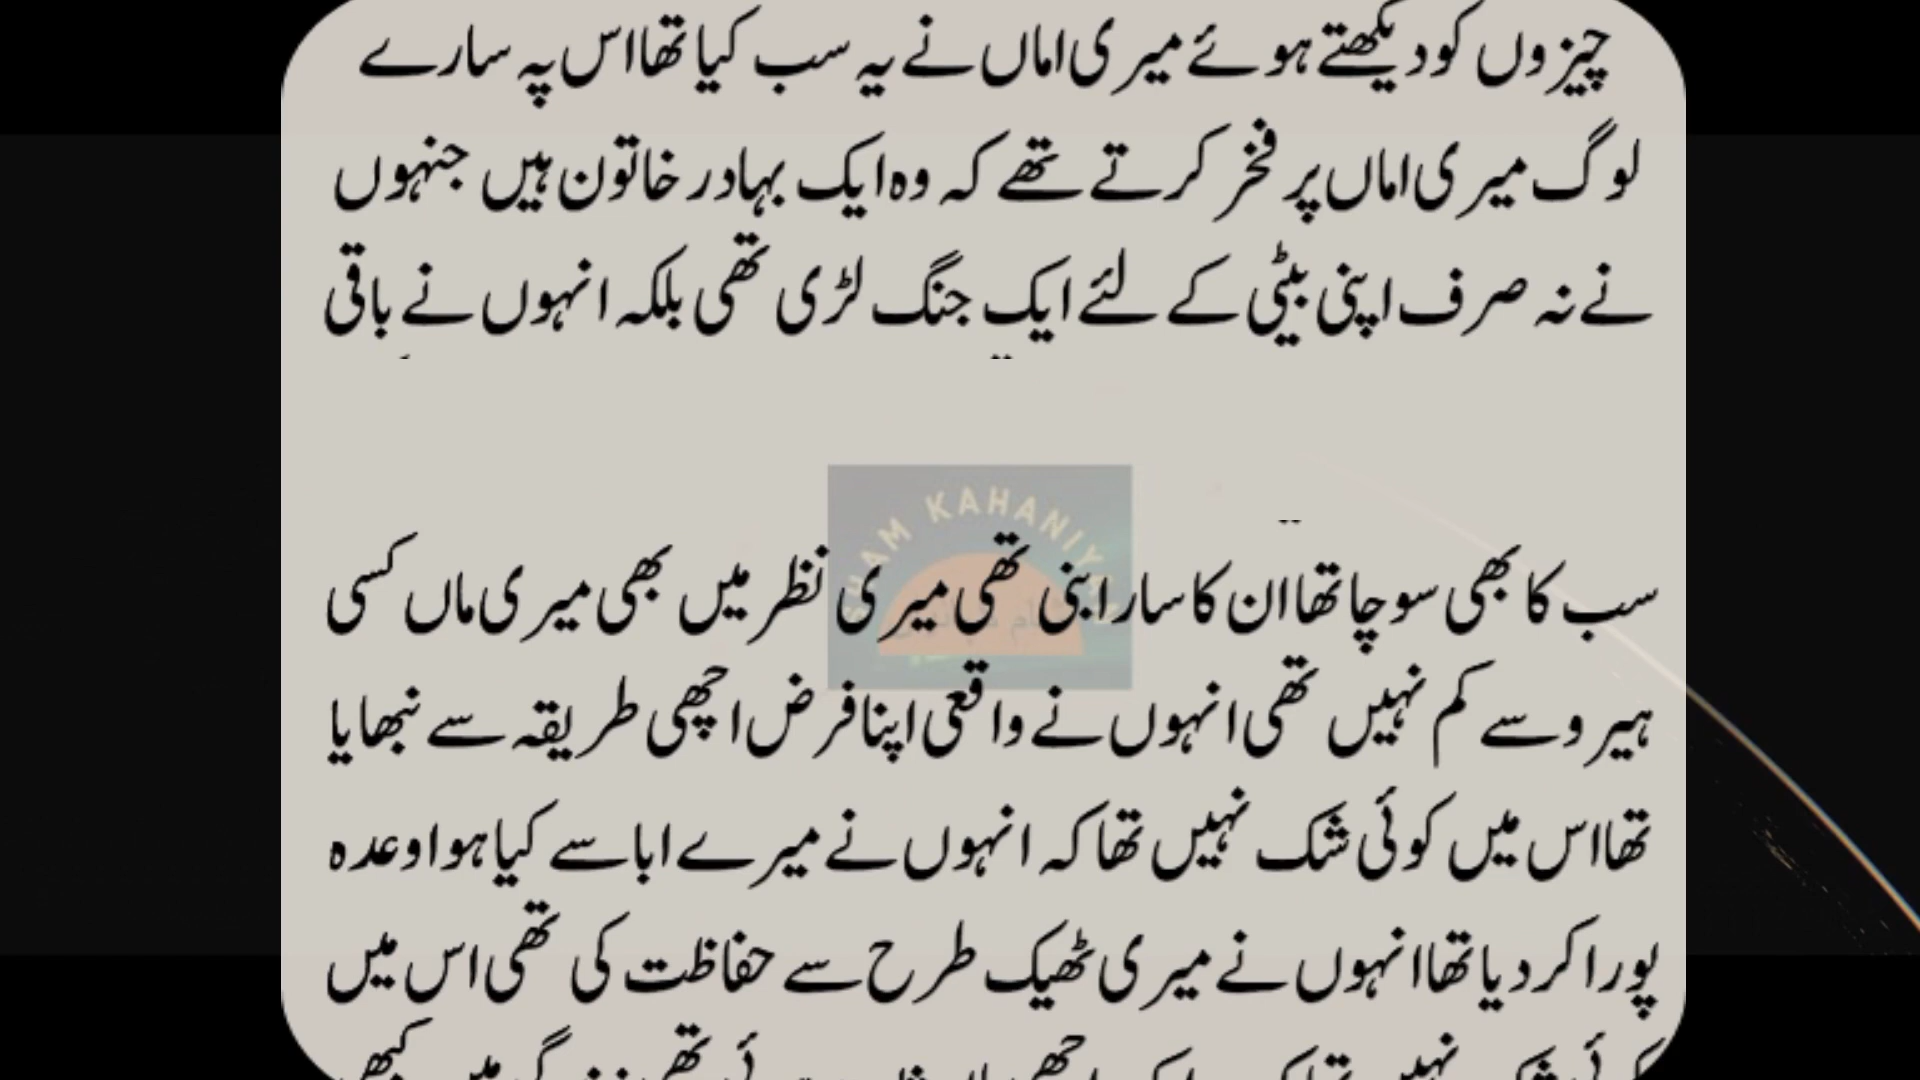 چیزوں کو دیکھتے ہوئے میری اماں نے یہ سب کیا تھا اس پہ سارے
لوگ میری اماں پر فخر کرتے تھے کہ وہ ایک بہادر خاتون ہیں جنہوں
نے نہ صرف اپنی بیٹی کے لئے ایک جنگ لڑی تھی بلکہ انہوں نے باقی
KAHANIY
سب کا بھی سوچا تھا ان کا سارا بنی تھی میری نظر میں بھی میری ماں کسی
ہیرو سے کم نہیں تھی انہوں نے واقعی اپنا فرض اچھی طریقہ سے نبھایا
تھا اس میں کوئی شک نہیں تھا کہ انہوں نے میرے ابا سے کیا ہوا وعدہ
پورا کر دیا تھا انہوں نے میری ٹھیک طرح سے حفاظت کی تھی اس میں